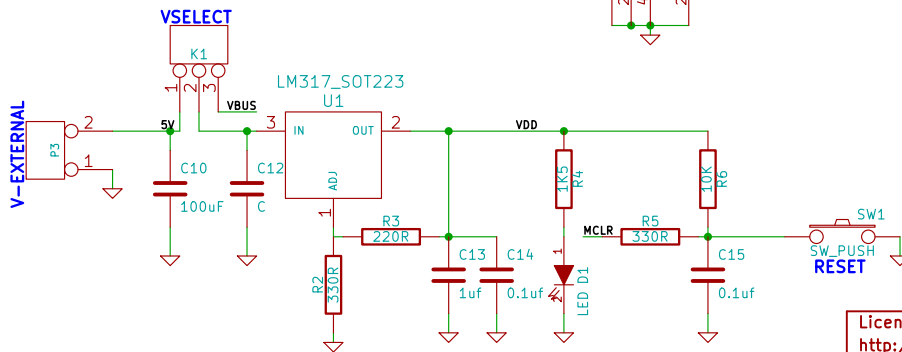 VSELECT
K1
1
2
3
VBUS
LM317_SOT223
U1
V-EXTERNAL
P3
2
1
5V
C10
100uF
C12
C
3
IN
OUT
2
ADJ
1
VDD
R3
220R
R2
330R
C13
1uf
C14
0.1uf
1K5
R4
MCLR
1
2
LED D1
R5
330R
10K
R6
C15
0.1uf
SW1
SW_PUSH
RESET
2
Licen
http:/